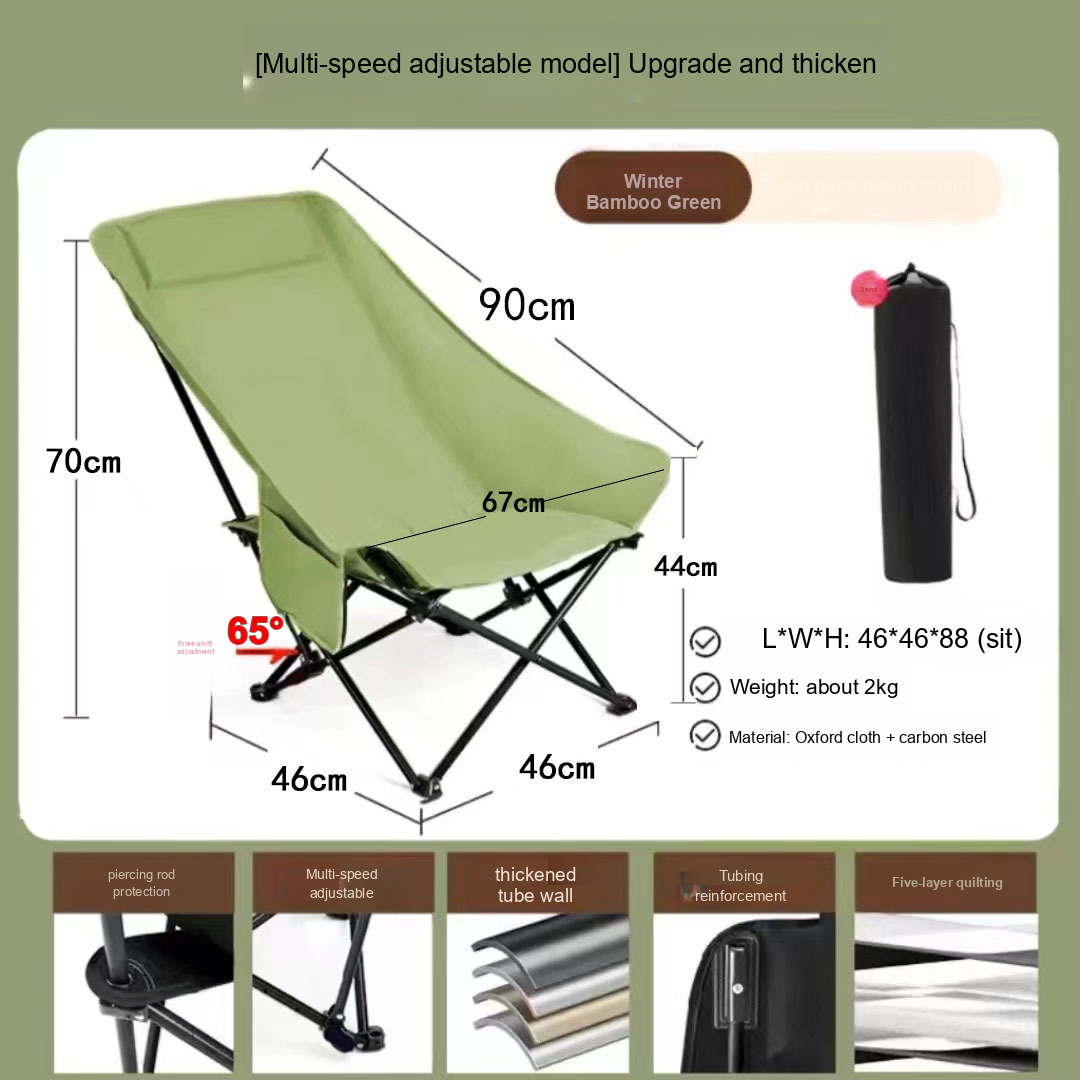 [Multi-speed adjustable model] Upgrade and thicken
Winter
Bamboo Green
90cm
70cm
67cm
44cm
65°
three-shift
adjustment
46cm
46cm
L*W*H: 46*46*88 (sit)
Weight: about 2kg
Material: Oxford cloth + carbon steel
piercing rod
protection
Multi-speed
adjustable
thickened
tube wall
Tubing
reinforcement
Five-layer quilting